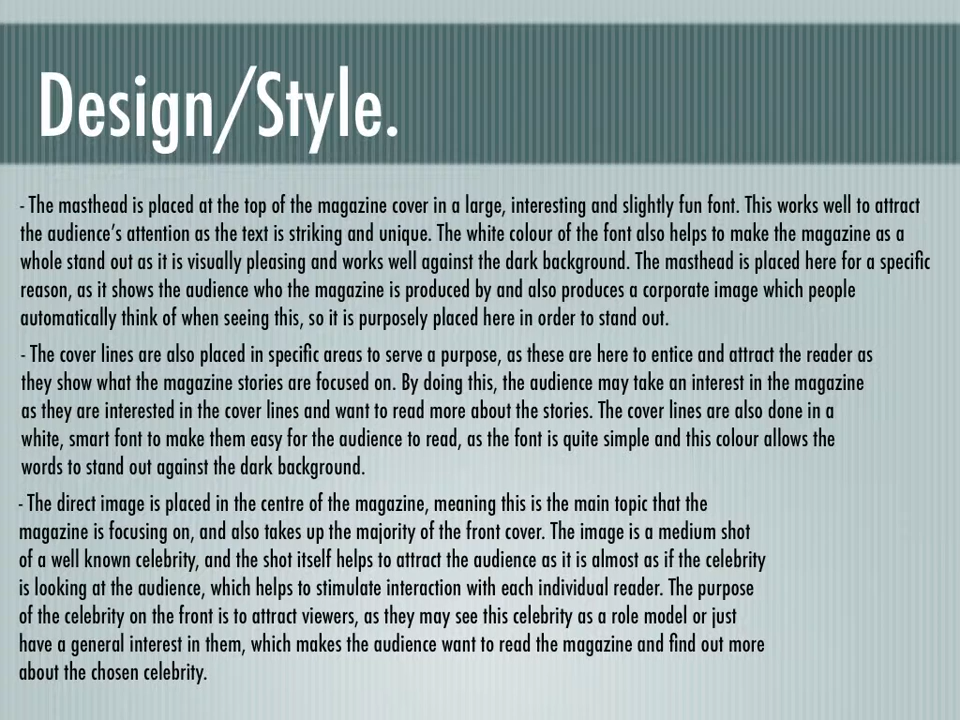 Design/Style.
- The masthead is placed at the top of the magazine cover in a large, interesting and slightly fun font. This works well to attract
the audience's attention as the text is striking and unique. The white colour of the font also helps to make the magazine as a
whole stand out as it is visually pleasing and works well against the dark background. The masthead is placed here for a specific
reason, as it shows the audience who the magazine is produced by and also produces a corporate image which people
automatically think of when seeing this, so it is purposely placed here in order to stand out.
- The cover lines are also placed in specific areas to serve a purpose, as these are here to entice and attract the reader as
they show what the magazine stories are focused on. By doing this, the audience may take an interest in the magazine
as they are interested in the cover lines and want to read more about the stories. The cover lines are also done in a
white, smart font to make them easy for the audience to read, as the font is quite simple and this colour allows the
words to stand out against the dark background.
- The direct image is placed in the centre of the magazine, meaning this is the main topic that the
magazine is focusing on, and also takes up the majority of the front cover. The image is a medium shot
of a well known celebrity, and the shot itself helps to attract the audience as it is almost as if the celebrity
is looking at the audience, which helps to stimulate interaction with each individual reader. The purpose
of the celebrity on the front is to attract viewers, as they may see this celebrity as a role model or just
have a general interest in them, which makes the audience want to read the magazine and find out more
about the chosen celebrity.